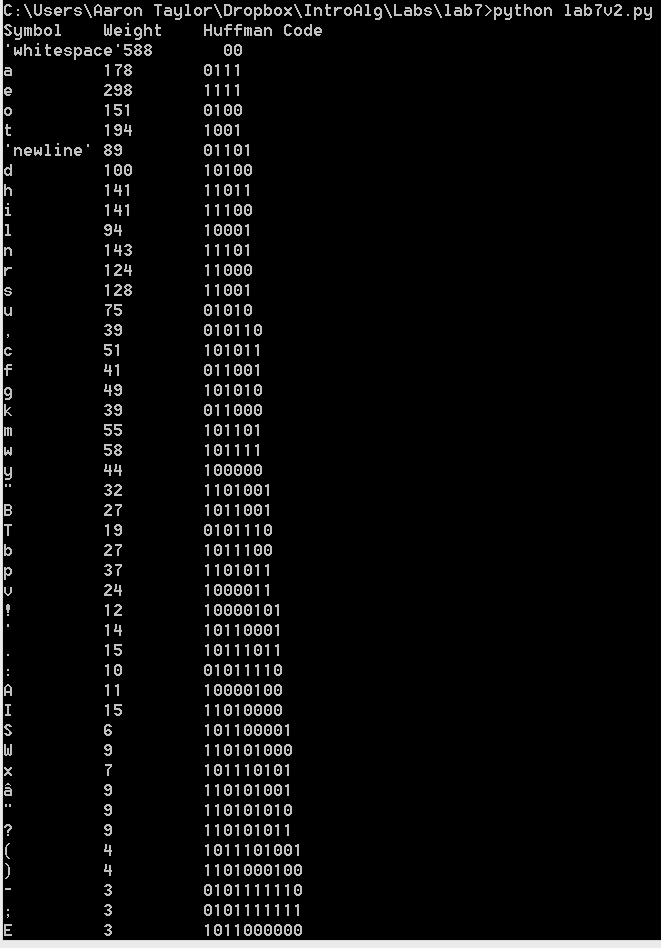 C:\Users\Aaron Taylor\Dropbox\IntroAlg\Labs\lab7>python lab7v2.py
Symbol Weight Huffman Code
'whitespace'588 00
a 178 0111
e 298 1111
o 151 0100
t 194 1001
'newline' 89 01101
d 100 10100
h 141 11011
i 141 11100
l 94 10001
n 143 11101
r 124 11000
s 128 11001
u 75 01010
, 39 010110
c 51 101011
f 41 011001
g 49 101010
k 39 011000
m 55 101101
w 58 101111
y 44 100000
" 32 1101001
B 27 1011001
T 19 0101110
b 27 1011100
p 37 1101011
v 24 1000011
! 12 10000101
' 14 10110001
. 15 10111011
: 10 01011110
A 11 10000100
I 15 11010000
S 6 101100001
W 9 110101000
x 7 101110101
â 9 110101001
" 9 110101010
? 9 110101011
( 4 1011101001
) 4 1101000100
- 3 0101111110
; 3 0101111111
E 3 1011000000